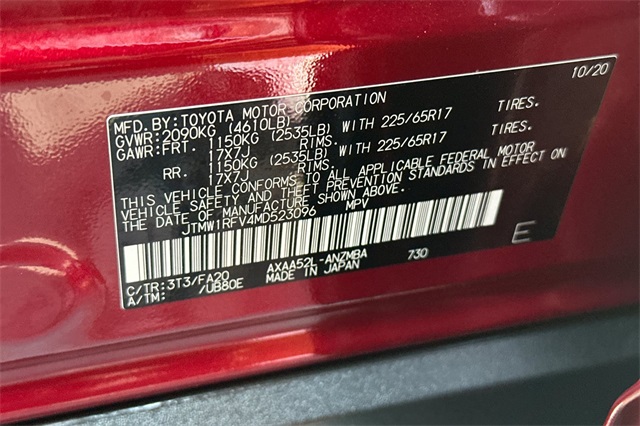 10/20
MFD.BY:TOYOTA MOTOR CORPORATION
GVWR:2090KG (4610LB)
GAWR:FRT. 1150KG (2535LB) WITH 225/65R17 TIRES.
17X7J RIMS.
RR. 1150KG (2535LB) WITH 225/65R17 TIRES.
17X7J RIMS.
THIS VEHICLE CONFORMS TO ALL APPLICABLE FEDERAL MOTOR
VEHICLE SAFETY AND THEFT PREVENTION STANDARDS IN EFFECT ON
THE DATE OF MANUFACTURE SHOWN ABOVE.
JTMW1RFV4MD523096 MPV
E
C/TR:3T3/FA20 AXAA52L-ANZMBA 730
A/TM: /UB80E MADE IN JAPAN